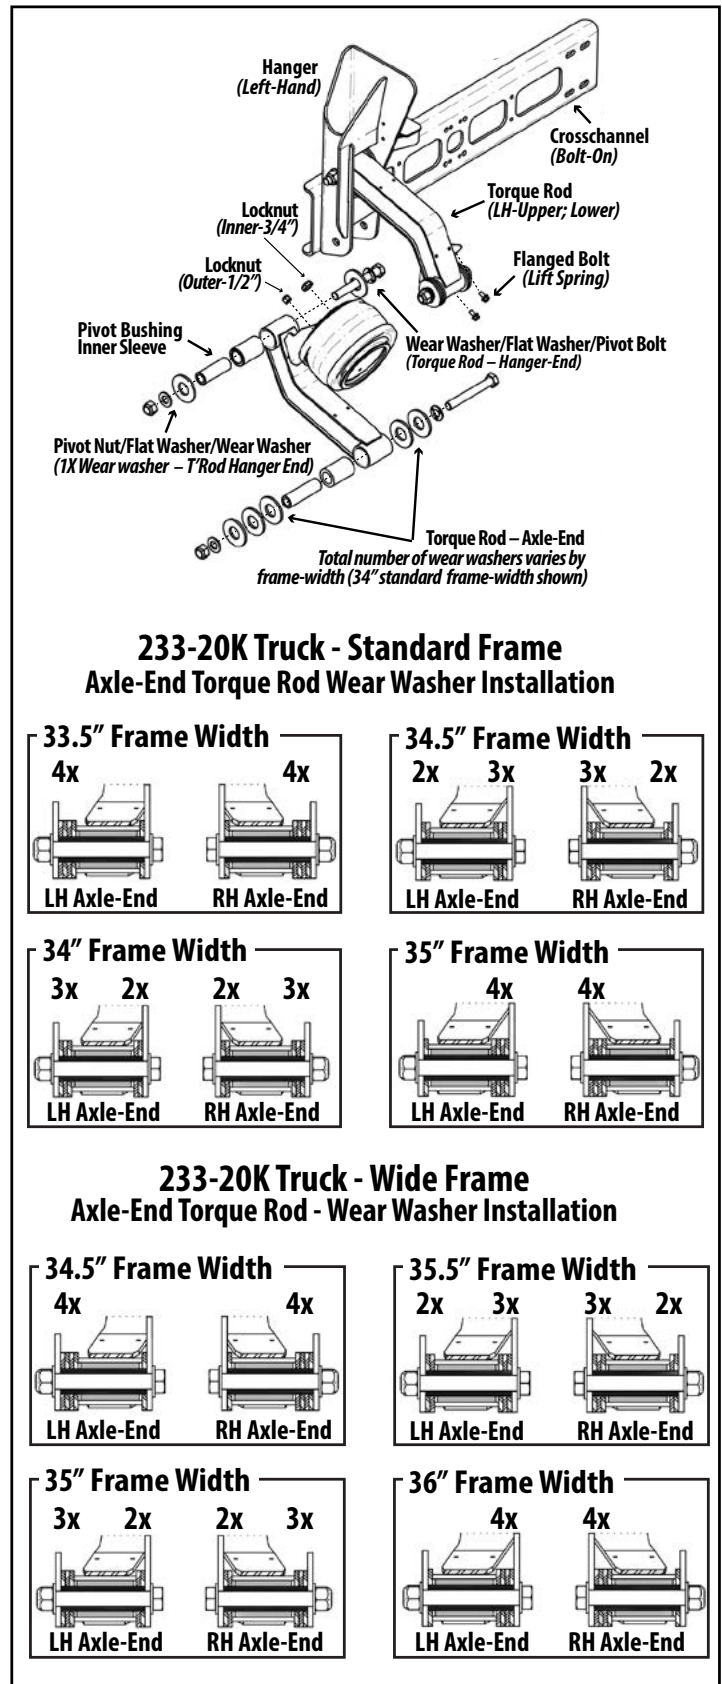 Hanger
(Left-Hand)
Crosschannel
(Bolt-On)
Torque Rod
(LH-Upper; Lower)
Locknut
(Inner-3/4")
Flanged Bolt
(Lift Spring)
Locknut
(Outer-1/2")
Pivot Bushing
Inner Sleeve
Wear Washer/Flat Washer/Pivot Bolt
(Torque Rod – Hanger-End)
Pivot Nut/Flat Washer/Wear Washer
(1X Wear washer – T'Rod Hanger End)
Torque Rod – Axle-End
Total number of wear washers varies by
frame-width (34" standard frame-width shown)
233-20K Truck - Standard Frame
Axle-End Torque Rod Wear Washer Installation
33.5" Frame Width
4x 4x
LH Axle-End RH Axle-End
34.5" Frame Width
2x 3x 3x 2x
LH Axle-End RH Axle-End
34" Frame Width
3x 2x 2x 3x
LH Axle-End RH Axle-End
35" Frame Width
4x 4x
LH Axle-End RH Axle-End
233-20K Truck - Wide Frame
Axle-End Torque Rod - Wear Washer Installation
34.5" Frame Width
4x 4x
LH Axle-End RH Axle-End
35.5" Frame Width
2x 3x 3x 2x
LH Axle-End RH Axle-End
35" Frame Width
3x 2x 2x 3x
LH Axle-End RH Axle-End
36" Frame Width
4x 4x
LH Axle-End RH Axle-End